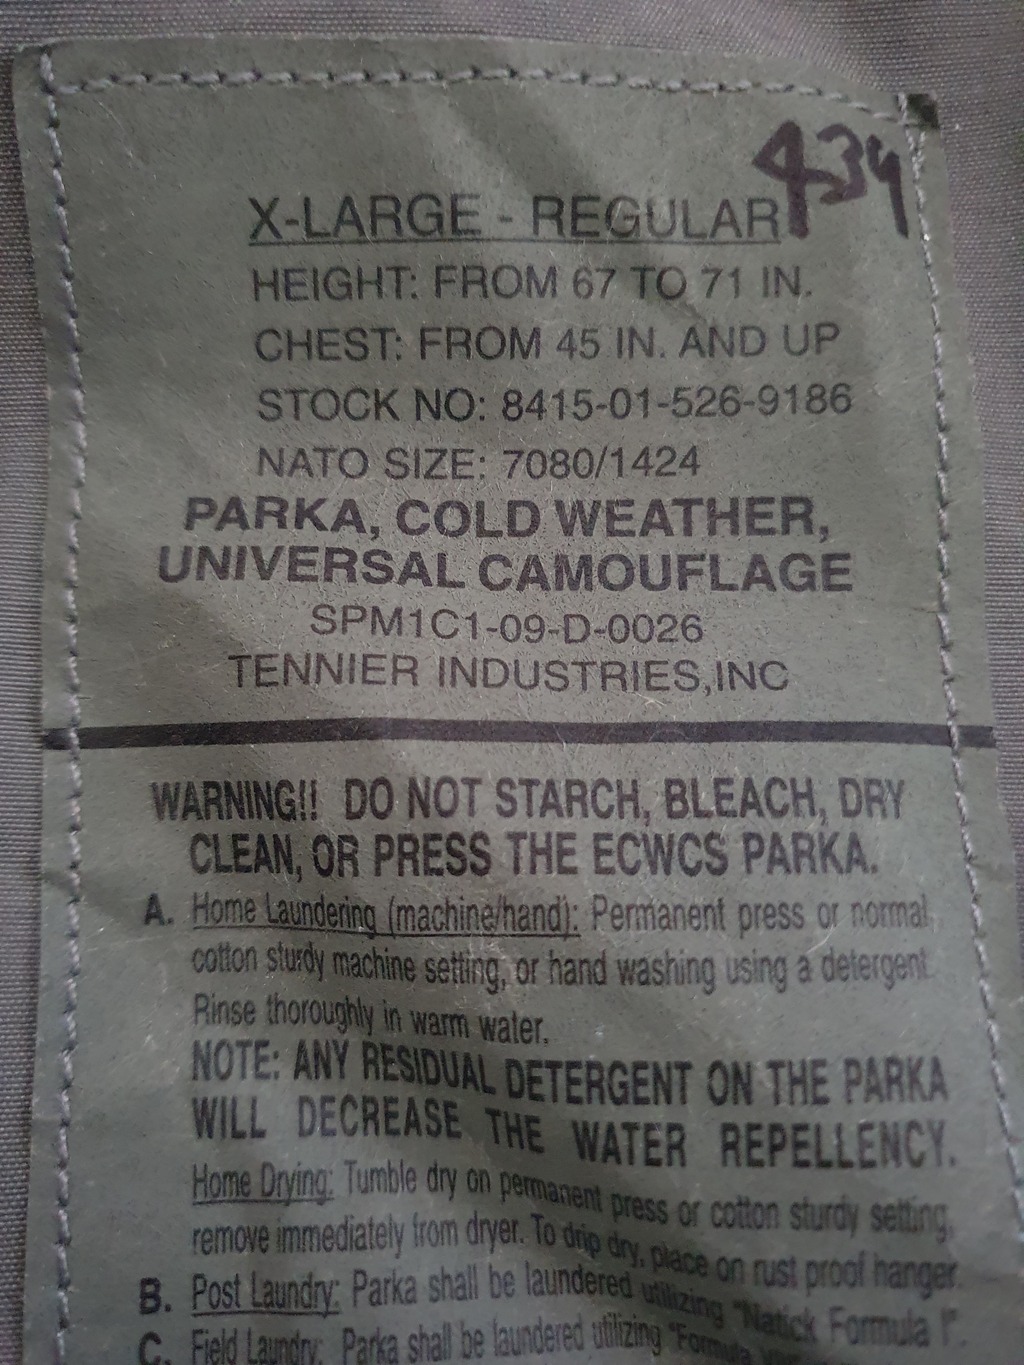 434
X-LARGE - REGULAR
HEIGHT: FROM 67 TO 71 IN.
CHEST: FROM 45 IN. AND UP
STOCK NO: 8415-01-526-9186
NATO SIZE: 7080/1424
PARKA, COLD WEATHER,
UNIVERSAL CAMOUFLAGE
SPM1C1-09-D-0026
TENNIER INDUSTRIES,INC
WARNING!! DO NOT STARCH, BLEACH, DRY
CLEAN, OR PRESS THE ECWCS PARKA.
A. Home Laundering (machine/hand): Permanent press or normal,
cotton sturdy machine setting, or hand washing using a detergent.
Rinse thoroughly in warm water.
NOTE: ANY RESIDUAL DETERGENT ON THE PARKA
WILL DECREASE THE WATER REPELLENCY.
Home Drying: Tumble dry on permanent press or cotton sturdy setting,
remove immediately from dryer. To drip dry, place on rust proof hanger.
B. Post Laundry: Parka shall be laundered utilizing "Natick Formula I".
C. Field Laundry: Parka shall be laundered utilizing "Formula